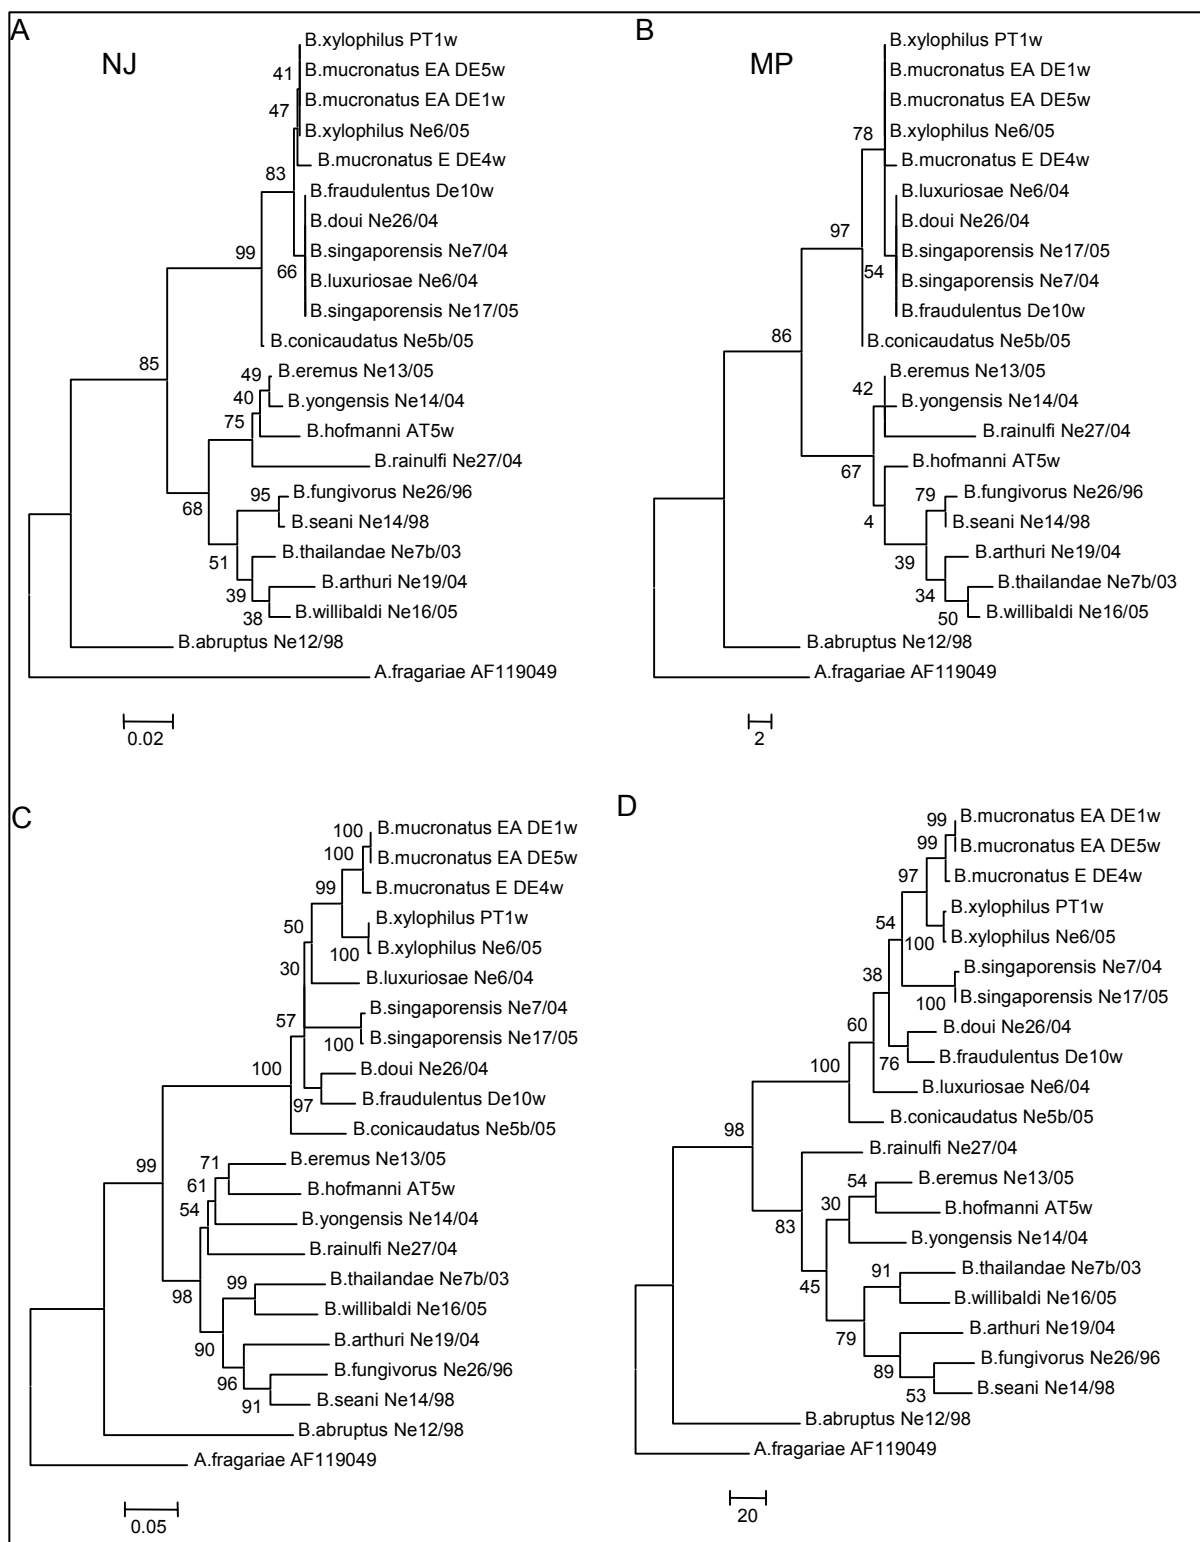 A
NJ
B.xylophilus PT1w
B.mucronatus EA DE5w
41
B.mucronatus EA DE1w
47
B.xylophilus Ne6/05
B.mucronatus E DE4w
83
B.fraudulentus De10w
B.doui Ne26/04
B.singaporensis Ne7/04
99
66
B.luxuriosae Ne6/04
B.singaporensis Ne17/05
B.conicaudatus Ne5b/05
85
B.eremus Ne13/05
49
B.yongensis Ne14/04
40
B.hofmanni AT5w
75
B.rainulfi Ne27/04
B.fungivorus Ne26/96
95
68
B.seani Ne14/98
B.thailandae Ne7b/03
51
B.arthuri Ne19/04
39
B.willibaldi Ne16/05
38
B.abruptus Ne12/98
A.fragariae AF119049
0.02
B
MP
B.xylophilus PT1w
B.mucronatus EA DE1w
B.mucronatus EA DE5w
B.xylophilus Ne6/05
78
B.mucronatus E DE4w
B.luxuriosae Ne6/04
B.doui Ne26/04
97
B.singaporensis Ne17/05
54
B.singaporensis Ne7/04
B.fraudulentus De10w
86
B.conicaudatus Ne5b/05
B.eremus Ne13/05
42
B.yongensis Ne14/04
B.rainulfi Ne27/04
B.hofmanni AT5w
67
B.fungivorus Ne26/96
79
4
B.seani Ne14/98
B.arthuri Ne19/04
39
B.thailandae Ne7b/03
34
B.willibaldi Ne16/05
50
B.abruptus Ne12/98
A.fragariae AF119049
2
C
B.mucronatus EA DE1w
100
B.mucronatus EA DE5w
100
B.mucronatus E DE4w
99
B.xylophilus PT1w
50
B.xylophilus Ne6/05
100
30
B.luxuriosae Ne6/04
B.singaporensis Ne7/04
57
B.singaporensis Ne17/05
100
B.doui Ne26/04
100
B.fraudulentus De10w
97
B.conicaudatus Ne5b/05
99
B.eremus Ne13/05
71
B.hofmanni AT5w
61
B.yongensis Ne14/04
54
B.rainulfi Ne27/04
B.thailandae Ne7b/03
99
98
B.willibaldi Ne16/05
B.arthuri Ne19/04
90
B.fungivorus Ne26/96
96
B.seani Ne14/98
91
B.abruptus Ne12/98
A.fragariae AF119049
0.05
D
B.mucronatus EA DE1w
99
B.mucronatus EA DE5w
99
B.mucronatus E DE4w
97
B.xylophilus PT1w
54
B.xylophilus Ne6/05
100
B.singaporensis Ne7/04
38
B.singaporensis Ne17/05
100
B.doui Ne26/04
60
B.fraudulentus De10w
76
100
B.luxuriosae Ne6/04
B.conicaudatus Ne5b/05
98
B.rainulfi Ne27/04
B.eremus Ne13/05
54
B.hofmanni AT5w
30
83
B.yongensis Ne14/04
B.thailandae Ne7b/03
91
45
B.willibaldi Ne16/05
B.arthuri Ne19/04
79
B.fungivorus Ne26/96
89
B.seani Ne14/98
53
B.abruptus Ne12/98
A.fragariae AF119049
20